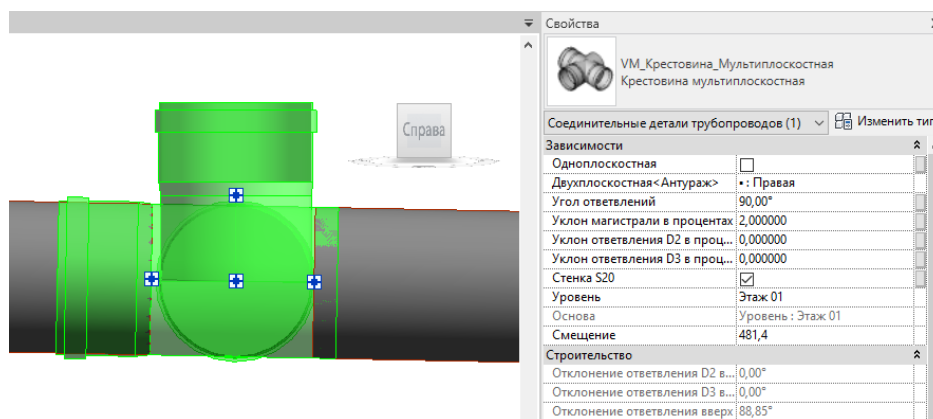 Свойства
VM_Крестовина_Мультиплоскостная
Крестовина мультиплоскостная
Соединительные детали трубопроводов (1) Изменить тип
Зависимости
Одноплоскостная
Двухплоскостная<Антураж> : Правая
Угол ответвлений 90,00°
Уклон магистрали в процентах 2,000000
Уклон ответвления D2 в проц... 0,000000
Уклон ответвления D3 в проц... 0,000000
Стенка S20
Уровень Этаж 01
Основа Уровень : Этаж 01
Смещение 481,4
Строительство
Отклонение ответвления D2 в... 0,00°
Отклонение ответвления D3 в... 0,00°
Отклонение ответвления вверх 88,85°
Справа